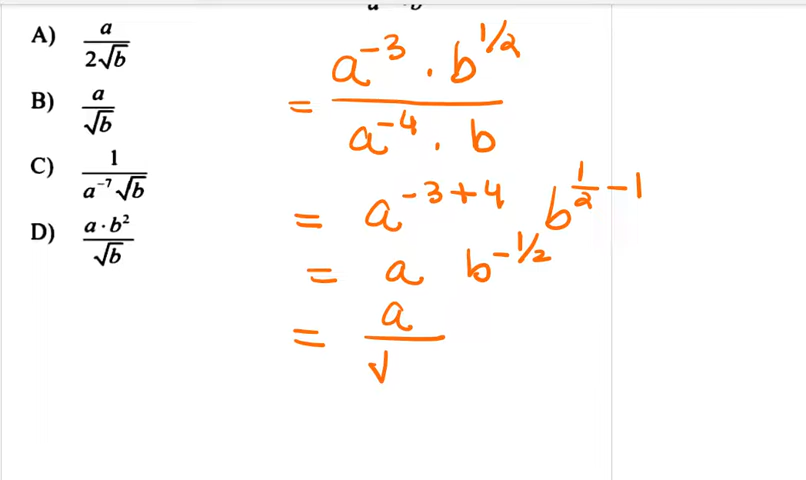 A) a / 2√b
B) a / √b
C) 1 / a⁻⁷√b
D) a · b² / √b
= a⁻³ · b^1/2 / a⁻⁴ · b
= a⁻³⁺⁴ b^1/2 − 1
= a b^−1/2
= a / √